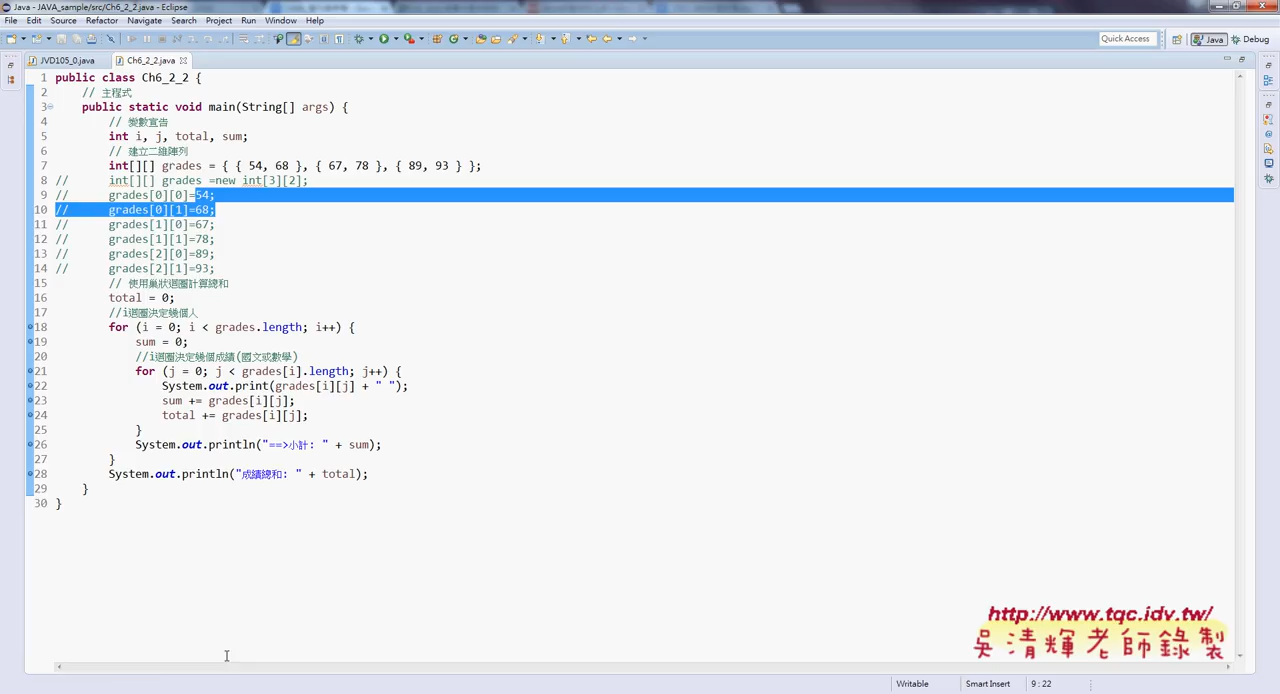 Java - JAVA_sample/src/Ch6_2_2.java - Eclipse
File Edit Source Refactor Navigate Search Project Run Window Help
Quick Access Java Debug
JVD105_0.java Ch6_2_2.java
1 public class Ch6_2_2 {
2 // 主程式
3 public static void main(String[] args) {
4 // 變數宣告
5 int i, j, total, sum;
6 // 建立二維陣列
7 int[][] grades = { { 54, 68 }, { 67, 78 }, { 89, 93 } };
8 // int[][] grades =new int[3][2];
9 // grades[0][0]=54;
10 // grades[0][1]=68;
11 // grades[1][0]=67;
12 // grades[1][1]=78;
13 // grades[2][0]=89;
14 // grades[2][1]=93;
15 // 使用巢狀迴圈計算總和
16 total = 0;
17 //i迴圈決定幾個人
18 for (i = 0; i < grades.length; i++) {
19 sum = 0;
20 //i迴圈決定幾個成績(國文或數學)
21 for (j = 0; j < grades[i].length; j++) {
22 System.out.print(grades[i][j] + " ");
23 sum += grades[i][j];
24 total += grades[i][j];
25 }
26 System.out.println("==>小計: " + sum);
27 }
28 System.out.println("成績總和: " + total);
29 }
30 }
http://www.tqc.idv.tw/
吳清輝老師錄製
Writable Smart Insert 9 : 22